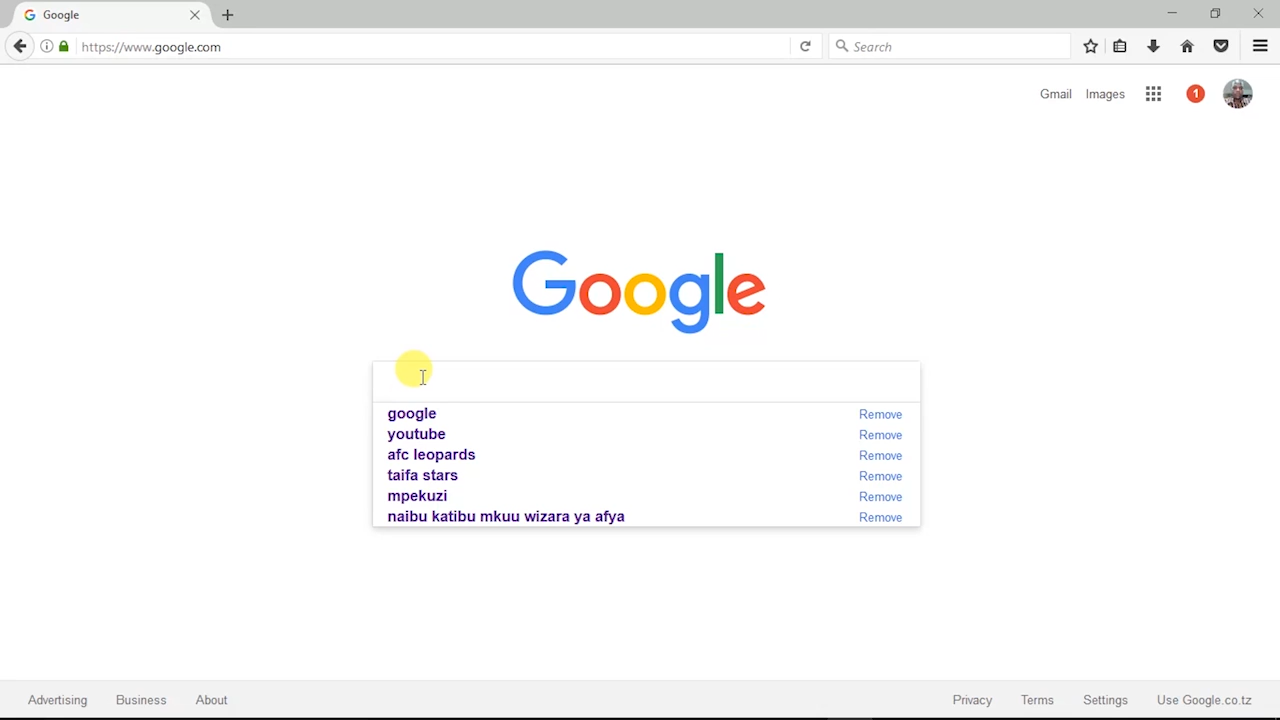 Google
https://www.google.com
Search
Gmail Images 1
Google
google Remove
youtube Remove
afc leopards Remove
taifa stars Remove
mpekuzi Remove
naibu katibu mkuu wizara ya afya Remove
Advertising Business About Privacy Terms Settings Use Google.co.tz